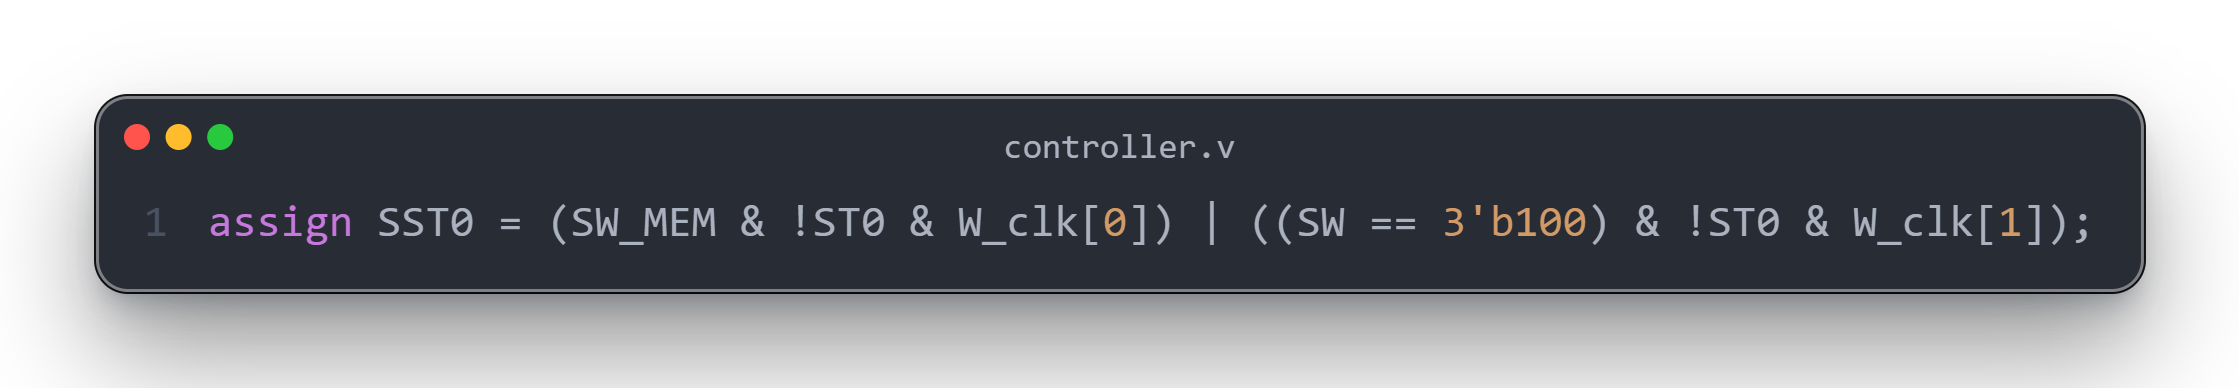 controller.v
1 assign SST0 = (SW_MEM & !ST0 & W_clk[0]) | ((SW == 3'b100) & !ST0 & W_clk[1]);